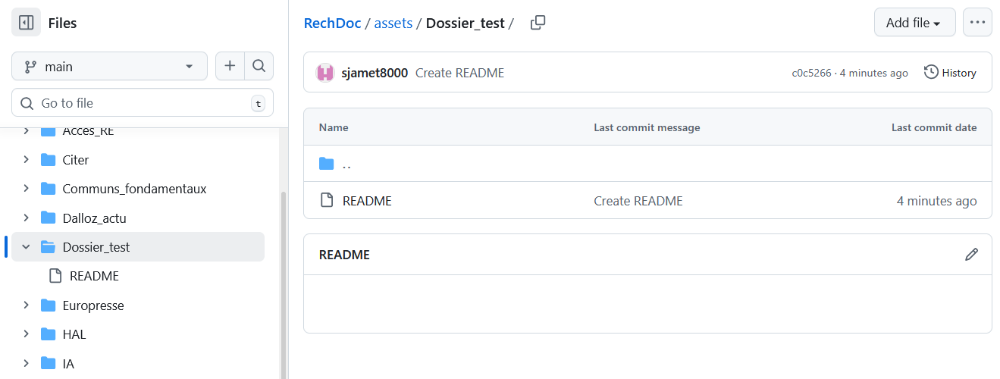 Files
main
Go to file
t
Acces_RE
Citer
Communs_fondamentaux
Dalloz_actu
Dossier_test
README
Europresse
HAL
IA
RechDoc / assets / Dossier_test /
Add file
sjamet8000 Create README
c0c5266 · 4 minutes ago
History
Name Last commit message Last commit date
..
README Create README 4 minutes ago
README